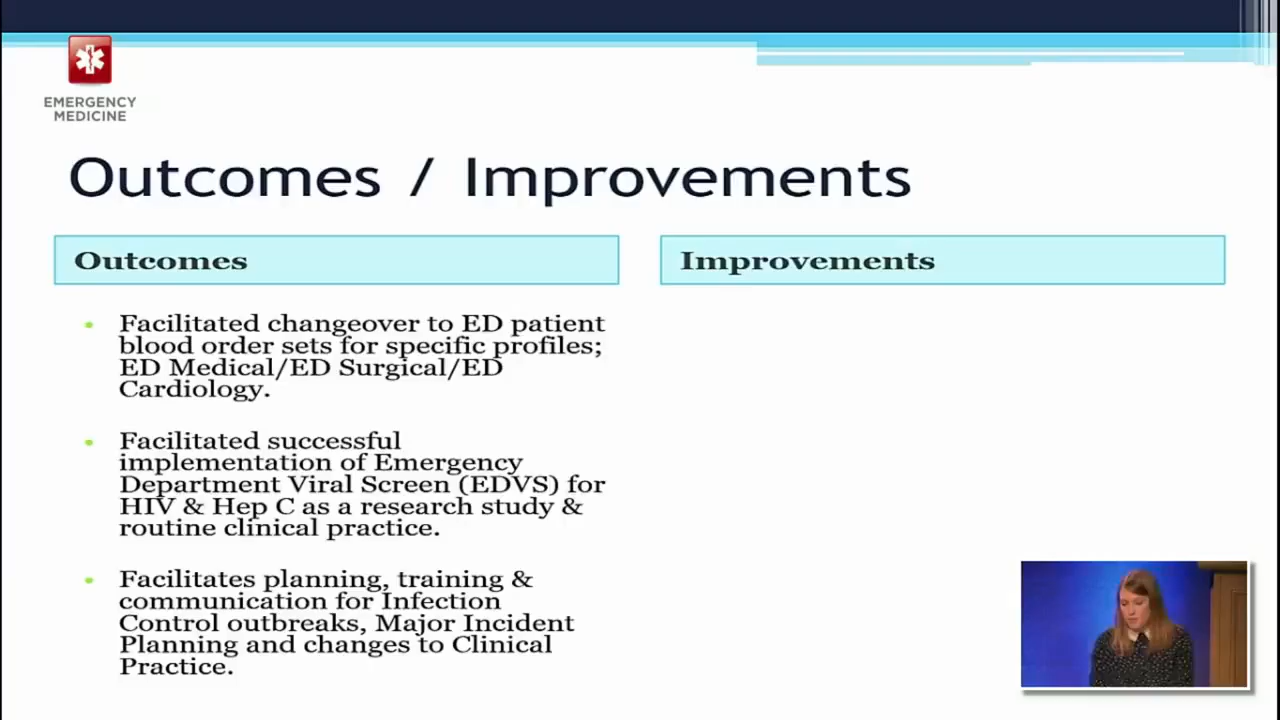 EMERGENCY
MEDICINE
Outcomes / Improvements
Outcomes
Improvements
Facilitated changeover to ED patient
blood order sets for specific profiles;
ED Medical/ED Surgical/ED
Cardiology.
Facilitated successful
implementation of Emergency
Department Viral Screen (EDVS) for
HIV & Hep C as a research study &
routine clinical practice.
Facilitates planning, training &
communication for Infection
Control outbreaks, Major Incident
Planning and changes to Clinical
Practice.